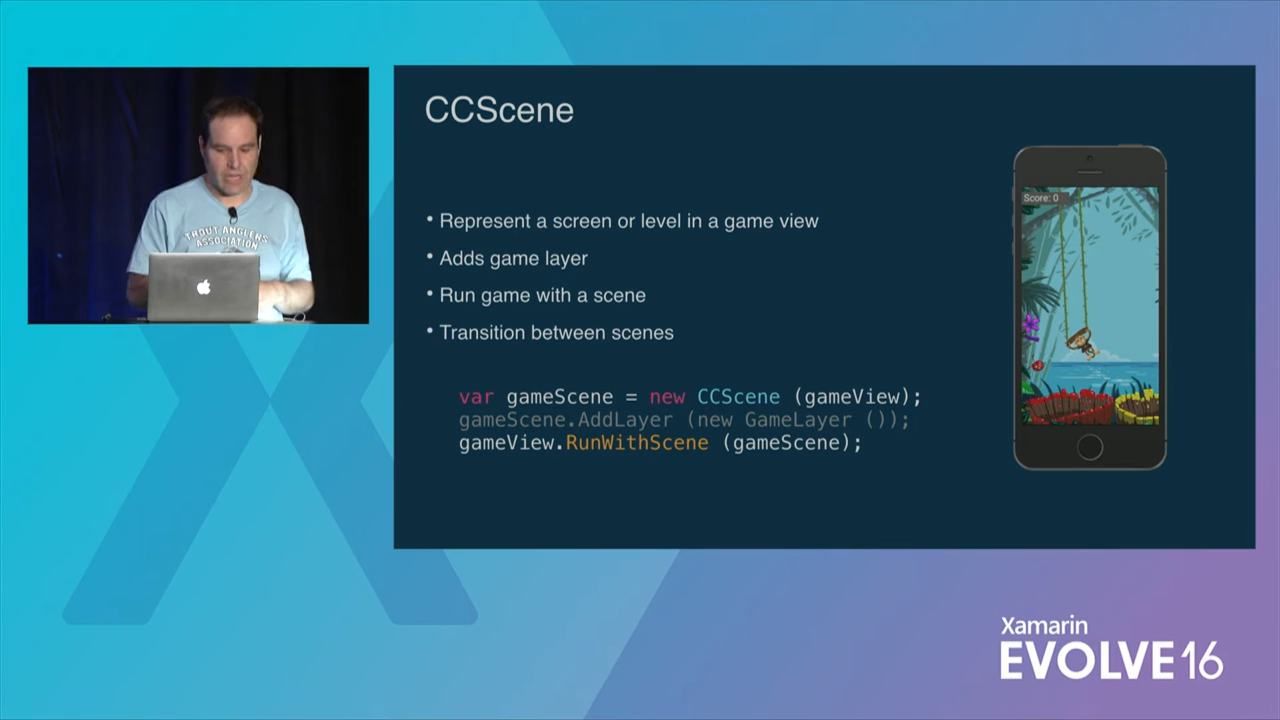 TROUT ANGLERS
ASSOCIATION
CCScene
• Represent a screen or level in a game view
• Adds game layer
• Run game with a scene
• Transition between scenes
var gameScene = new CCScene (gameView);
gameScene.AddLayer (new GameLayer ());
gameView.RunWithScene (gameScene);
Score: 0
Xamarin
EVOLVE16